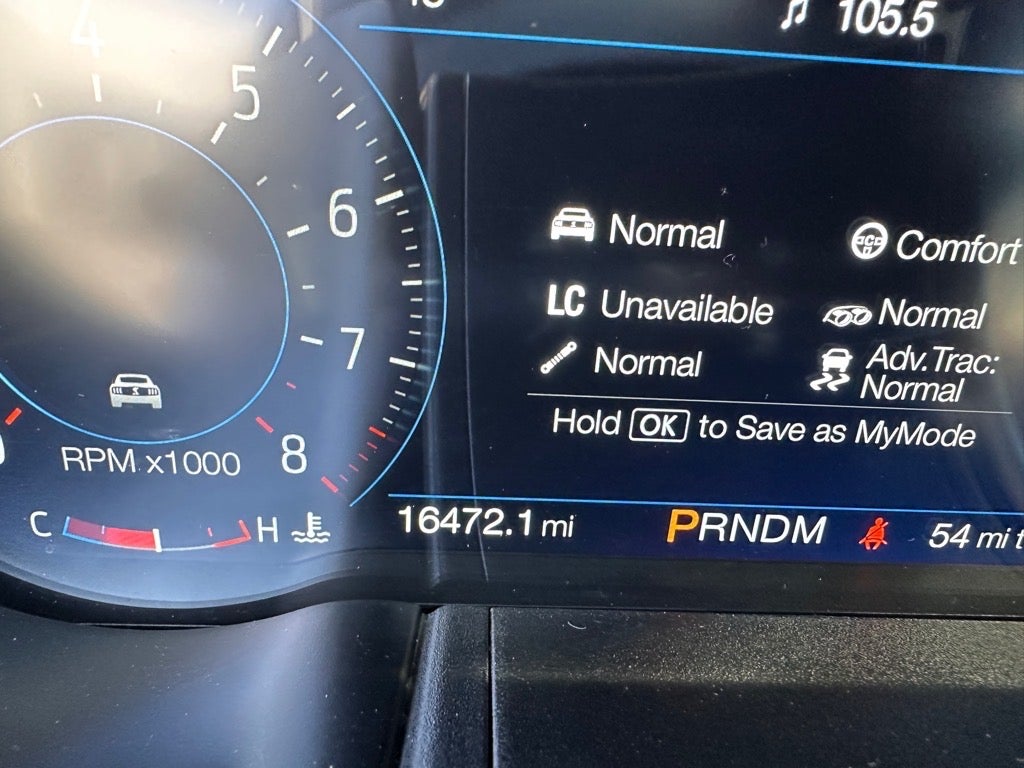 105.5
4
5
6
7
8
RPM x1000
Normal
Comfort
LC Unavailable
Normal
Normal
Adv.Trac:
Normal
Hold OK to Save as MyMode
C
H
16472.1 mi
PRNDM
54 mi t